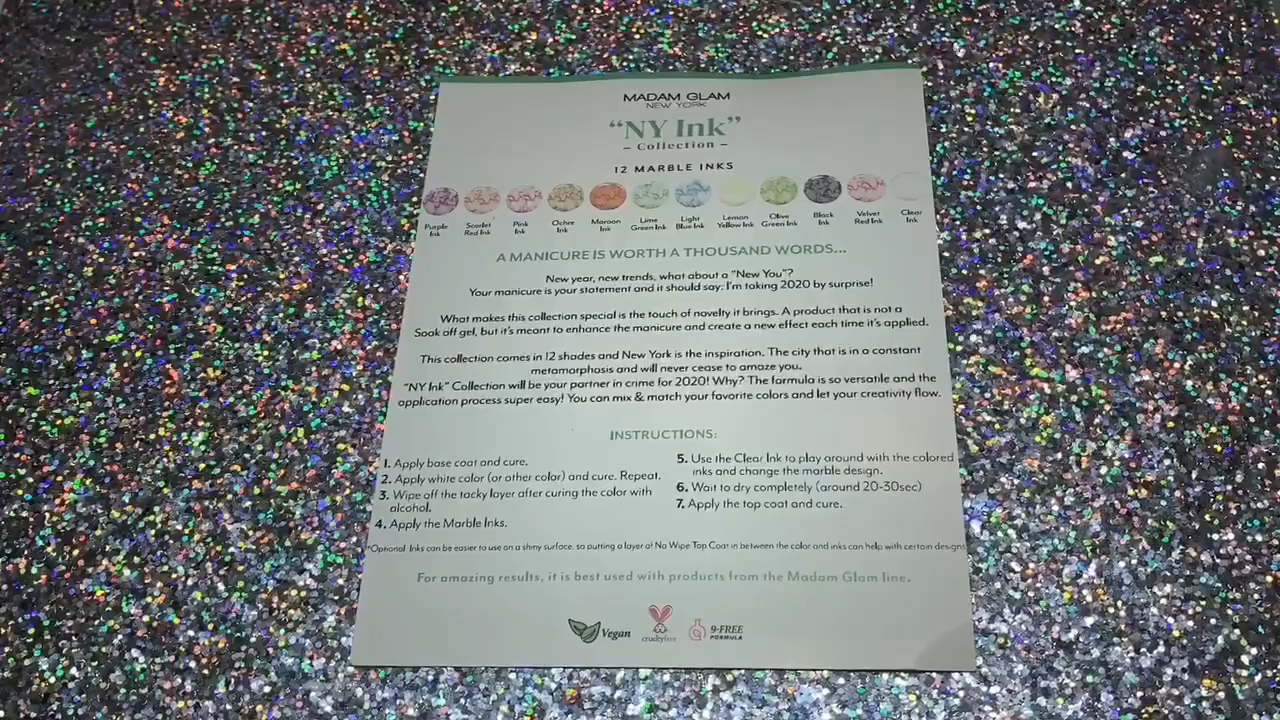 MADAM GLAM
NEW YORK
“NY Ink”
– Collection –
12 MARBLE INKS
Purple Ink
Scarlet Red Ink
Pink Ink
Ochre Ink
Maroon Ink
Lime Green Ink
Light Blue Ink
Lemon Yellow Ink
Olive Green Ink
Black Ink
Velvet Red Ink
Clear Ink
A MANICURE IS WORTH A THOUSAND WORDS...
New year, new trends, what about a "New You"?
Your manicure is your statement and it should say: I'm taking 2020 by surprise!
What makes this collection special is the touch of novelty it brings. A product that is not a
Soak off gel, but it's meant to enhance the manicure and create a new effect each time it's applied.
This collection comes in 12 shades and New York is the inspiration. The city that is in a constant
metamorphosis and will never cease to amaze you.
"NY Ink" Collection will be your partner in crime for 2020! Why? The formula is so versatile and the
application process super easy! You can mix & match your favorite colors and let your creativity flow.
INSTRUCTIONS:
1. Apply base coat and cure.
2. Apply white color (or other color) and cure. Repeat.
3. Wipe off the tacky layer after curing the color with
alcohol.
4. Apply the Marble Inks.
5. Use the Clear Ink to play around with the colored
inks and change the marble design.
6. Wait to dry completely (around 20-30sec)
7. Apply the top coat and cure.
*Optional: Inks can be easier to use on a shiny surface, so putting a layer of No Wipe Top Coat in between the color and inks can help with certain designs
For amazing results, it is best used with products from the Madam Glam line.
Vegan
crueltyfree
9-FREE
FORMULA